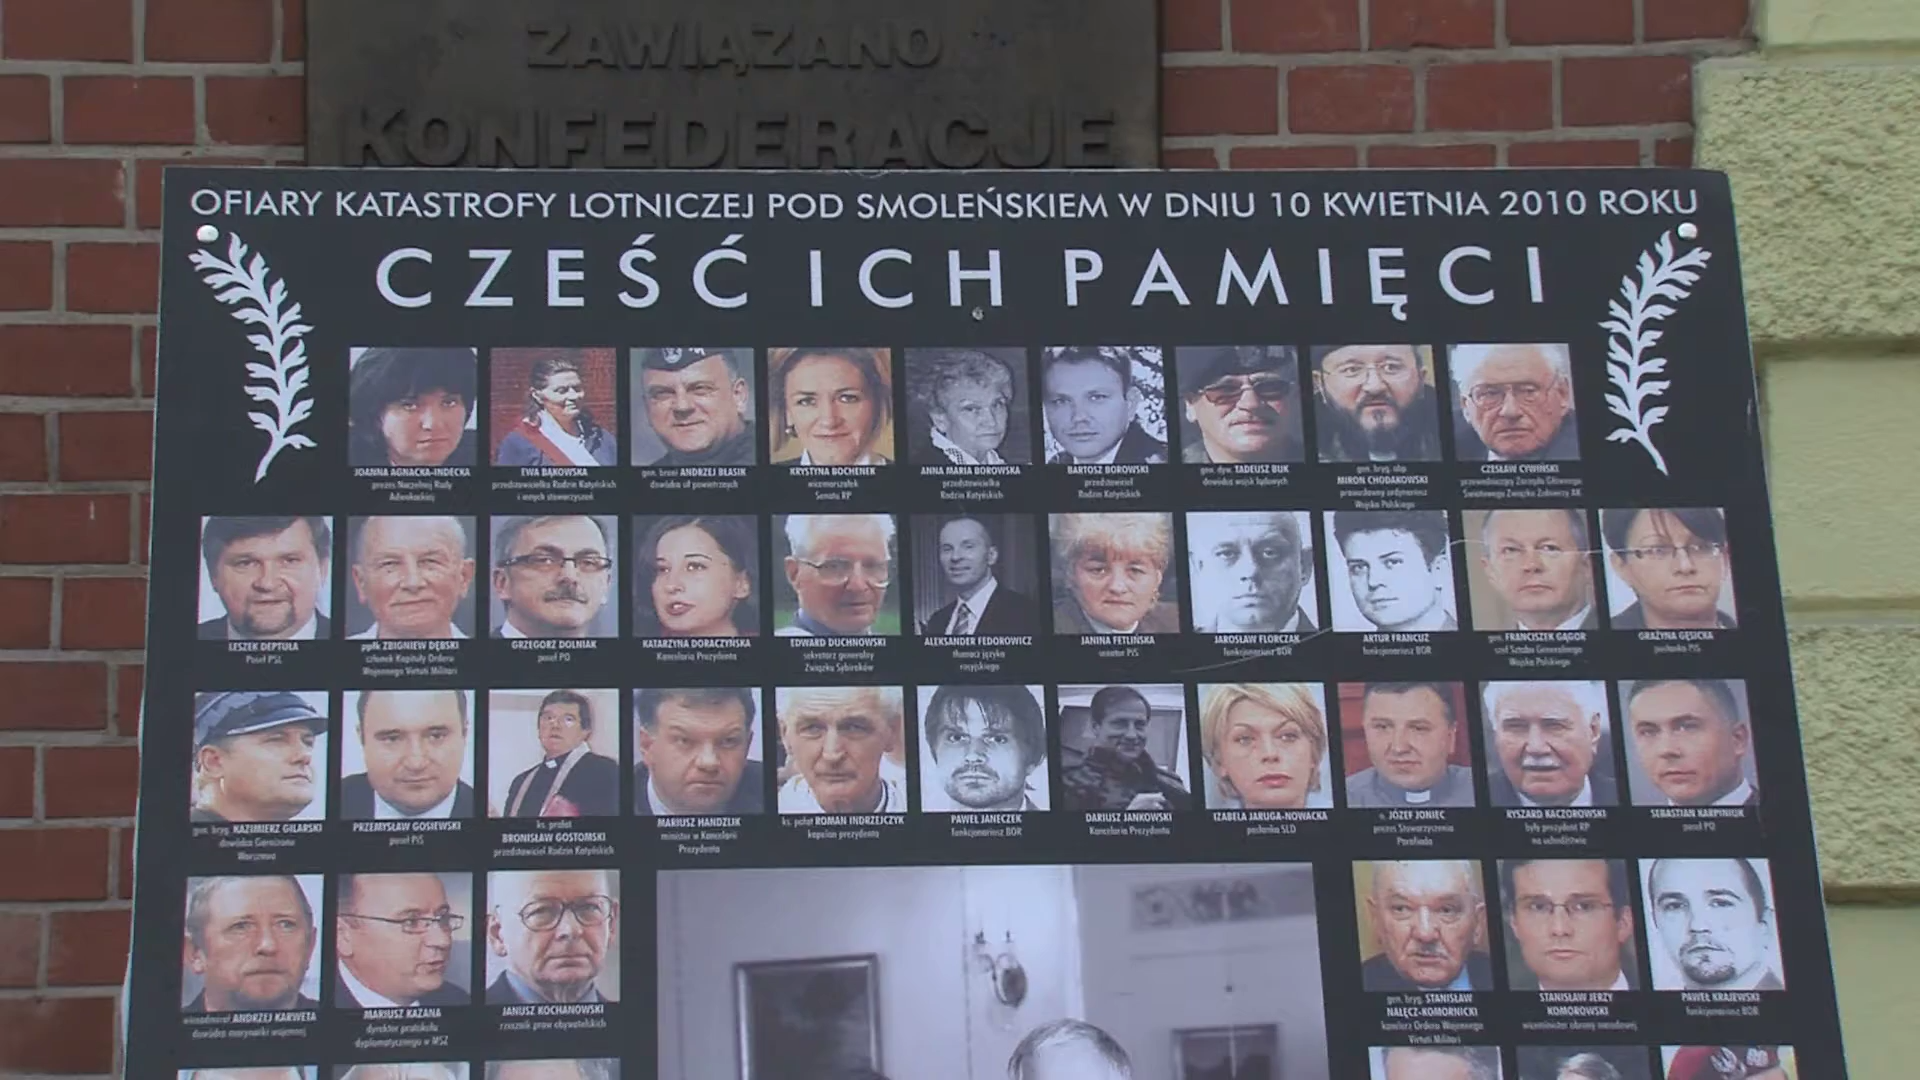 ZAWIĄZANO
KONFEDERACJE
OFIARY KATASTROFY LOTNICZEJ POD SMOLEŃSKIEM W DNIU 10 KWIETNIA 2010 ROKU
CZEŚĆ ICH PAMIĘCI
JOANNA AGNACKA-INDECKA
prezes Naczelnej Rady
Adwokackiej
EWA BĄKOWSKA
przedstawicielka Rodzin Katyńskich
i innych stowarzyszeń
gen. broni ANDRZEJ BŁASIK
dowódca sił powietrznych
KRYSTYNA BOCHENEK
wicemarszałek
Senatu RP
ANNA MARIA BOROWSKA
przedstawicielka
Rodzin Katyńskich
BARTOSZ BOROWSKI
przedstawiciel
Rodzin Katyńskich
gen. dyw. TADEUSZ BUK
dowódca wojsk lądowych
gen. bryg. abp
MIRON CHODAKOWSKI
prawosławny ordynariusz
Wojska Polskiego
CZESŁAW CYWIŃSKI
przewodniczący Zarządu Głównego
Światowego Związku Żołnierzy AK
LESZEK DEPTUŁA
Poseł PSL
ppłk ZBIGNIEW DĘBSKI
członek Kapituły Orderu
Wojennego Virtuti Militari
GRZEGORZ DOLNIAK
poseł PO
KATARZYNA DORACZYŃSKA
Kancelaria Prezydenta
EDWARD DUCHNOWSKI
sekretarz generalny
Związku Sybiraków
ALEKSANDER FEDOROWICZ
tłumacz języka
rosyjskiego
JANINA FETLIŃSKA
senator PiS
JAROSŁAW FLORCZAK
funkcjonariusz BOR
ARTUR FRANCUZ
funkcjonariusz BOR
gen. FRANCISZEK GĄGOR
szef Sztabu Generalnego
Wojska Polskiego
GRAŻYNA GĘSICKA
posłanka PiS
gen. bryg. KAZIMIERZ GILARSKI
dowódca Garnizonu
Warszawa
PRZEMYSŁAW GOSIEWSKI
poseł PiS
ks. prałat
BRONISŁAW GOSTOMSKI
przedstawiciel Rodzin Katyńskich
MARIUSZ HANDZLIK
minister w Kancelarii
Prezydenta
ks. prałat ROMAN INDRZEJCZYK
kapelan prezydenta
PAWEŁ JANECZEK
funkcjonariusz BOR
DARIUSZ JANKOWSKI
Kancelaria Prezydenta
IZABELA JARUGA-NOWACKA
posłanka SLD
o. JÓZEF JONIEC
prezes Stowarzyszenia
Parafiada
RYSZARD KACZOROWSKI
były prezydent RP
na uchodźstwie
SEBASTIAN KARPINIUK
poseł PO
wiceadmirał ANDRZEJ KARWETA
dowódca marynarki wojennej
MARIUSZ KAZANA
dyrektor protokołu
dyplomatycznego w MSZ
JANUSZ KOCHANOWSKI
rzecznik praw obywatelskich
gen. bryg. STANISŁAW
NAŁĘCZ-KOMORNICKI
kanclerz Orderu Wojennego
Virtuti Militari
STANISŁAW JERZY
KOMOROWSKI
wiceminister obrony narodowej
PAWEŁ KRAJEWSKI
funkcjonariusz BOR